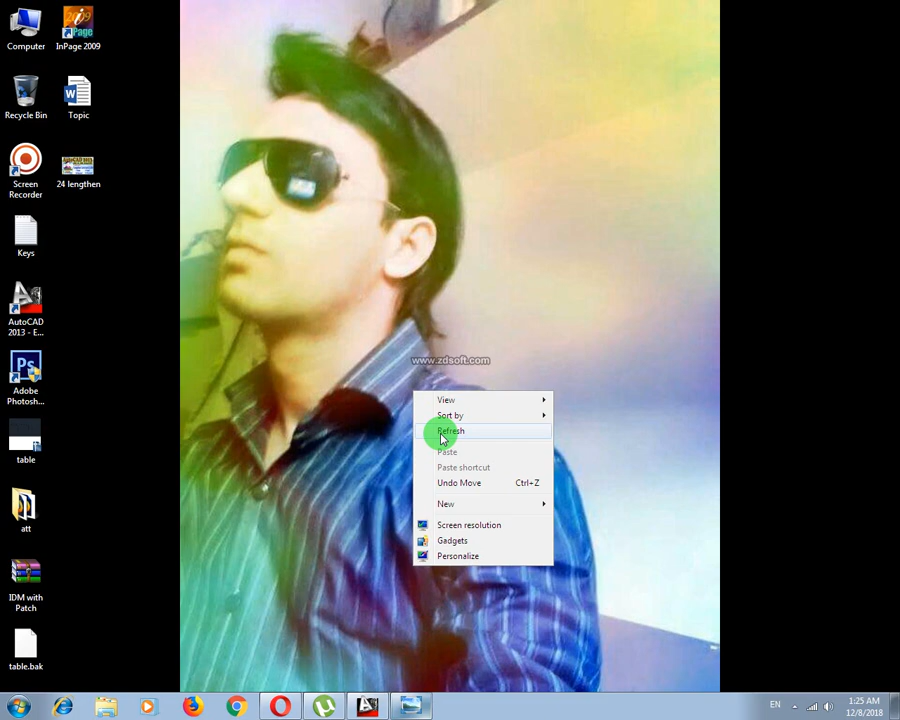 Computer
InPage 2009
Recycle Bin
Topic
Screen
Recorder
24 lengthen
Keys
AutoCAD
2013 - E...
Adobe
Photosh...
table
att
IDM with
Patch
table.bak
www.zdsoft.com
View
Sort by
Refresh
Paste
Paste shortcut
Undo Move Ctrl+Z
New
Screen resolution
Gadgets
Personalize
EN
1:25 AM
12/8/2018